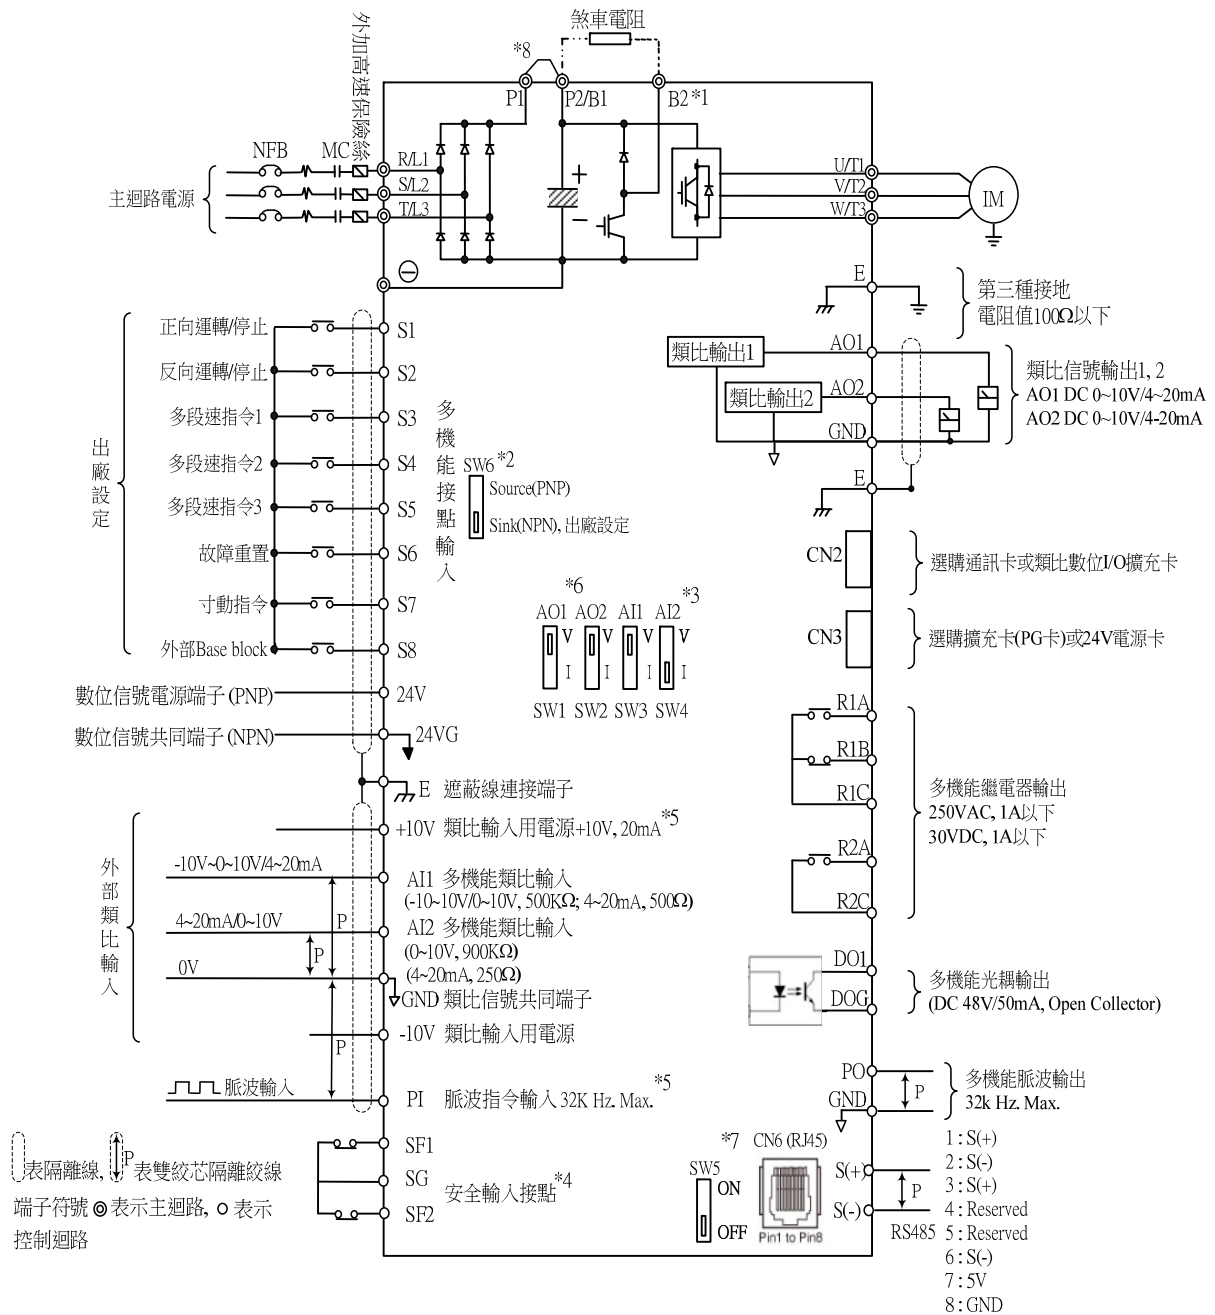 外加高速保險絲
煞車電阻
*8
P1
P2/B1
B2 *1
NFB
MC
主迴路電源
R/L1
S/L2
T/L3
+
−
U/T1
V/T2
W/T3
IM
E
第三種接地
電阻值100Ω以下
出廠設定
正向運轉/停止
S1
反向運轉/停止
S2
多段速指令1
S3
多段速指令2
S4
多段速指令3
S5
故障重置
S6
寸動指令
S7
外部Base block
S8
多機能接點輸入
SW6 *2
Source(PNP)
Sink(NPN), 出廠設定
類比輸出1
AO1
類比輸出2
AO2
GND
類比信號輸出1, 2
AO1 DC 0~10V/4~20mA
AO2 DC 0~10V/4-20mA
E
CN2
選購通訊卡或類比數位I/O擴充卡
CN3
選購擴充卡(PG卡)或24V電源卡
*6
*3
AO1 AO2 AI1 AI2
V V V V
I I I I
SW1 SW2 SW3 SW4
數位信號電源端子(PNP)
24V
數位信號共同端子(NPN)
24VG
E 遮蔽線連接端子
R1A
R1B
R1C
R2A
R2C
多機能繼電器輸出
250VAC, 1A以下
30VDC, 1A以下
外部類比輸入
+10V 類比輸入用電源+10V, 20mA *5
-10V~0~10V/4~20mA
AI1 多機能類比輸入
(-10~10V/0~10V, 500KΩ; 4~20mA, 500Ω)
4~20mA/0~10V
AI2 多機能類比輸入
(0~10V, 900KΩ)
(4~20mA, 250Ω)
P
P
0V
GND 類比信號共同端子
-10V 類比輸入用電源
P
脈波輸入
PI 脈波指令輸入 32K Hz. Max. *5
DO1
DOG
多機能光耦輸出
(DC 48V/50mA, Open Collector)
PO
P
GND
多機能脈波輸出
32k Hz. Max.
SF1
SG
SF2
安全輸入接點*4
*7
CN6 (RJ45)
SW5
ON
OFF
Pin1 to Pin8
S(+)
P
S(-)
RS485
1 : S(+)
2 : S(-)
3 : S(+)
4 : Reserved
5 : Reserved
6 : S(-)
7 : 5V
8 : GND
表隔離線, P 表雙絞芯隔離絞線
端子符號 ◎表示主迴路, ○ 表示
控制迴路